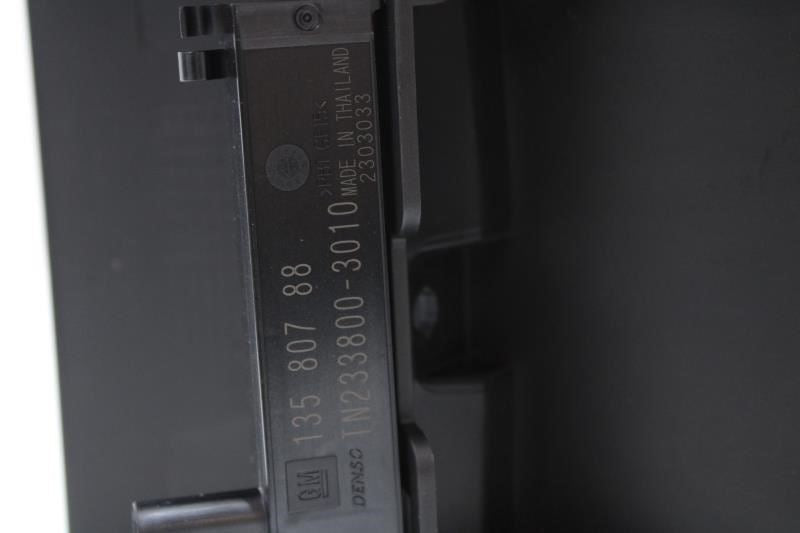 GM 135 807 88
DENSO TN233800-3010 MADE IN THAILAND
2303033